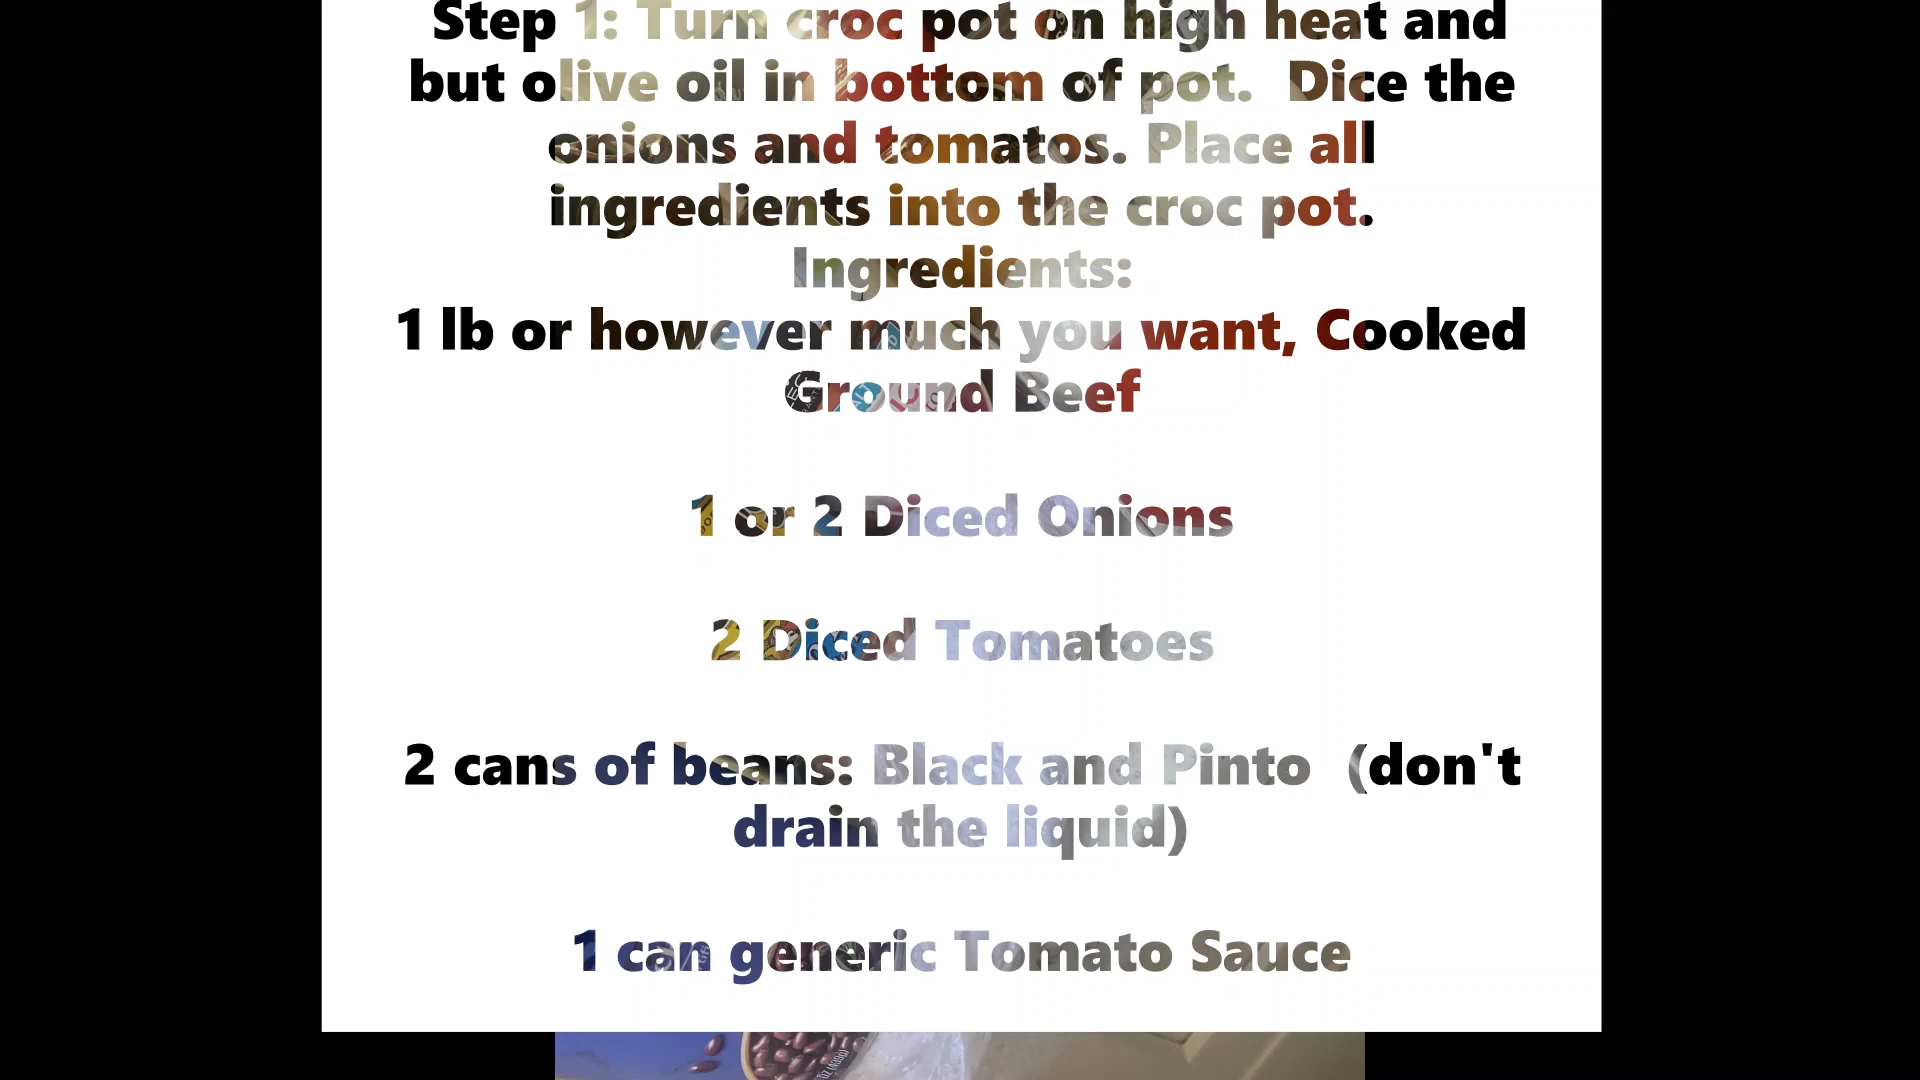 Step 1: Turn croc pot on high heat and
but olive oil in bottom of pot.  Dice the
onions and tomatos. Place all
ingredients into the croc pot.
Ingredients:
1 lb or however much you want, Cooked
Ground Beef
1 or 2 Diced Onions
2 Diced Tomatoes
2 cans of beans: Black and Pinto  (don't
drain the liquid)
1 can generic Tomato Sauce